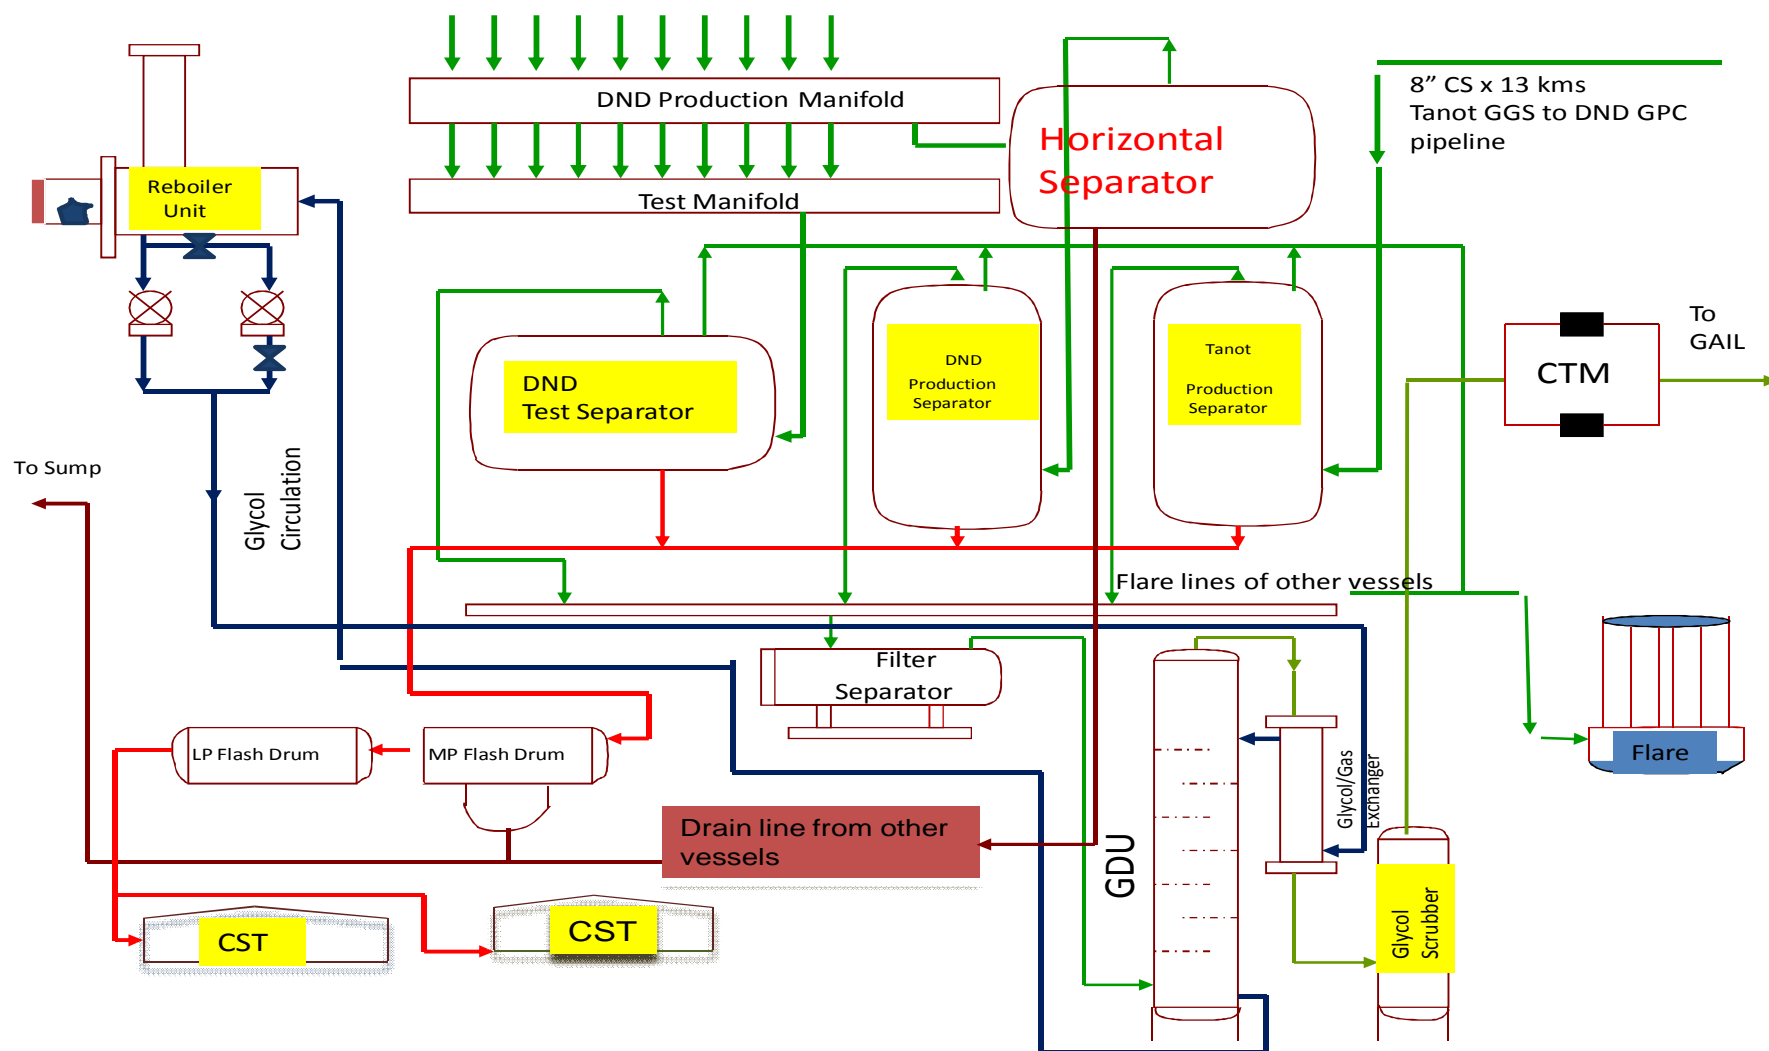 DND Production Manifold
Test Manifold
Horizontal
Separator
8” CS x 13 kms
Tanot GGS to DND GPC
pipeline
Reboiler
Unit
DND
Test Separator
DND
Production
Separator
Tanot
Production
Separator
To
GAIL
CTM
To Sump
Glycol
Circulation
Flare lines of other vessels
Filter
Separator
LP Flash Drum
MP Flash Drum
Flare
Glycol/Gas
Exchanger
Drain line from other
vessels
GDU
Glycol
Scrubber
CST
CST